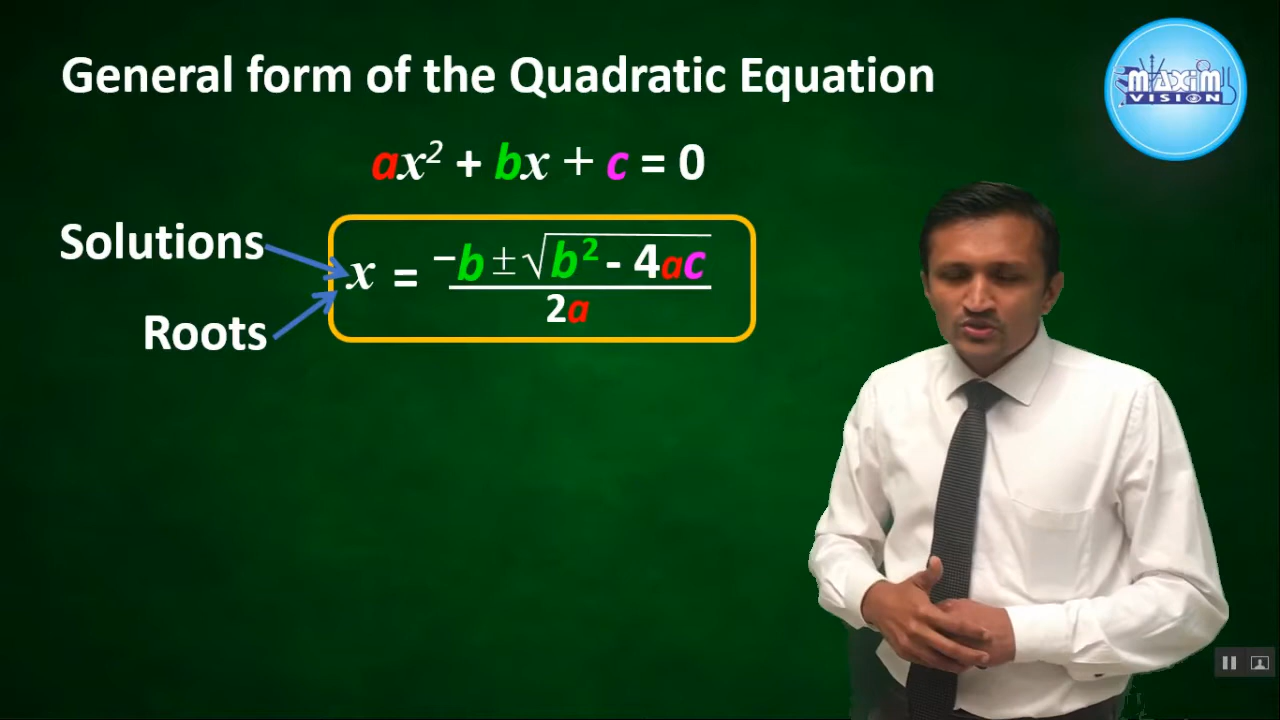 General form of the Quadratic Equation
MAXIM
VISION
ax² + bx + c = 0
Solutions
x = −b ± √b² - 4ac
2a
Roots